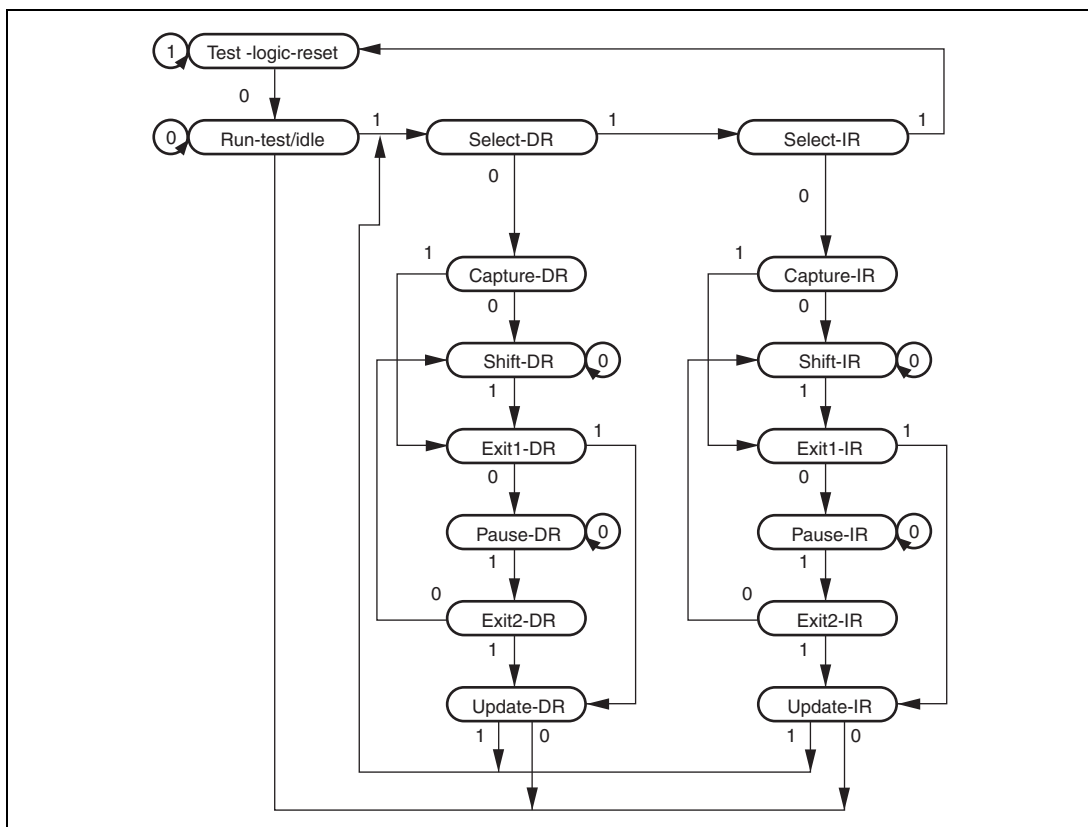 1 Test -logic-reset
0
0 Run-test/idle 1 Select-DR 1 Select-IR 1
0 0
1 Capture-DR 1 Capture-IR
0 0
Shift-DR 0 Shift-IR 0
1 1
Exit1-DR 1 Exit1-IR 1
0 0
Pause-DR 0 Pause-IR 0
1 1
0 Exit2-DR 0 Exit2-IR
1 1
Update-DR Update-IR
1 0 1 0